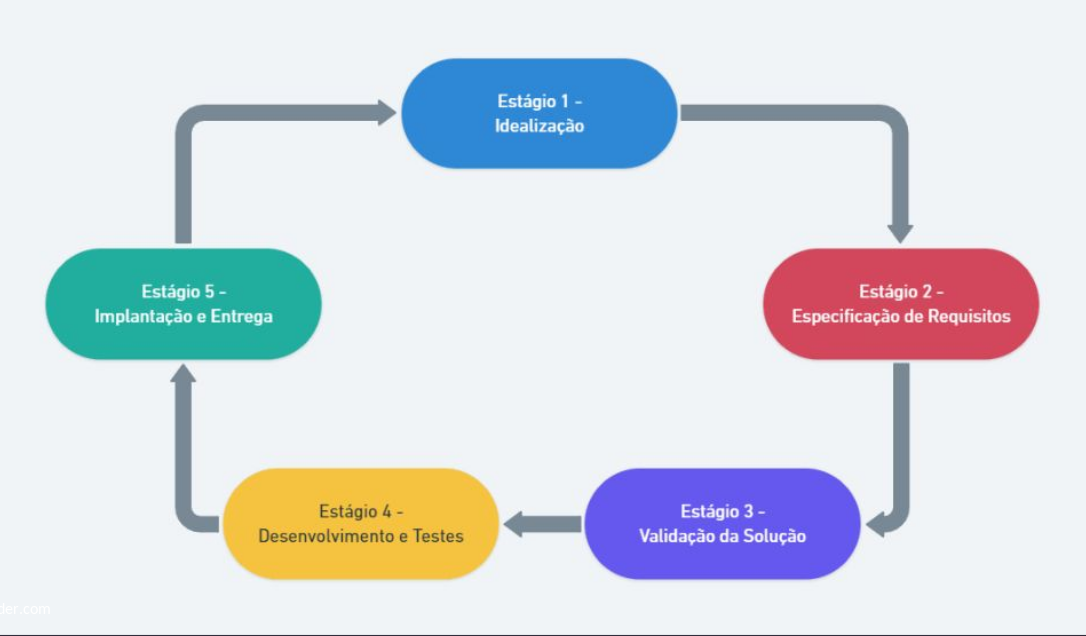 Estágio 1 -
Idealização
Estágio 2 -
Especificação de Requisitos
Estágio 3 -
Validação da Solução
Estágio 4 -
Desenvolvimento e Testes
Estágio 5 -
Implantação e Entrega
der.com